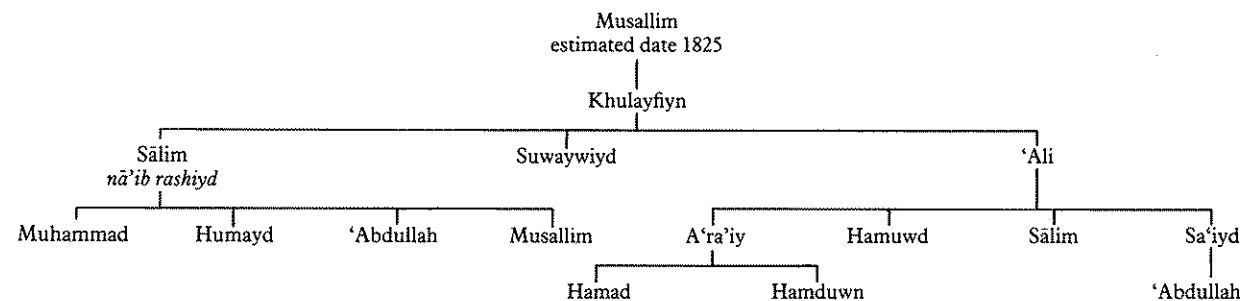 Musallim
estimated date 1825
Khulayfiyn
Sālim Suwaywiyd ‘Ali
nā’ib rashiyd
Muhammad Humayd ‘Abdullah Musallim A‘ra’iy Hamuwd Sālim Sa‘iyd
Hamad Hamduwn ‘Abdullah